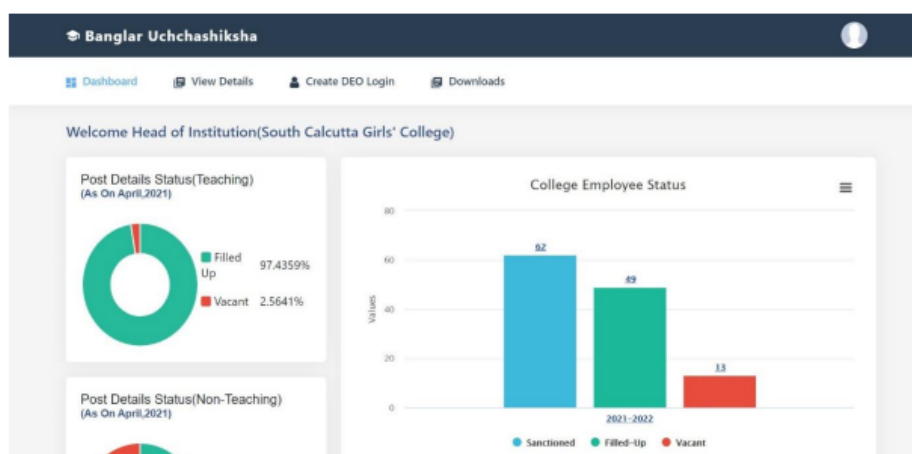 Banglar Uchchashiksha
Dashboard View Details Create DEO Login Downloads
Welcome Head of Institution(South Calcutta Girls' College)
Post Details Status(Teaching)
(As On April,2021)
Filled Up 97.4359%
Vacant 2.5641%
Post Details Status(Non-Teaching)
(As On April,2021)
College Employee Status
80
60
40
20
0
Values
62
49
13
2021-2022
Sanctioned Filled-Up Vacant